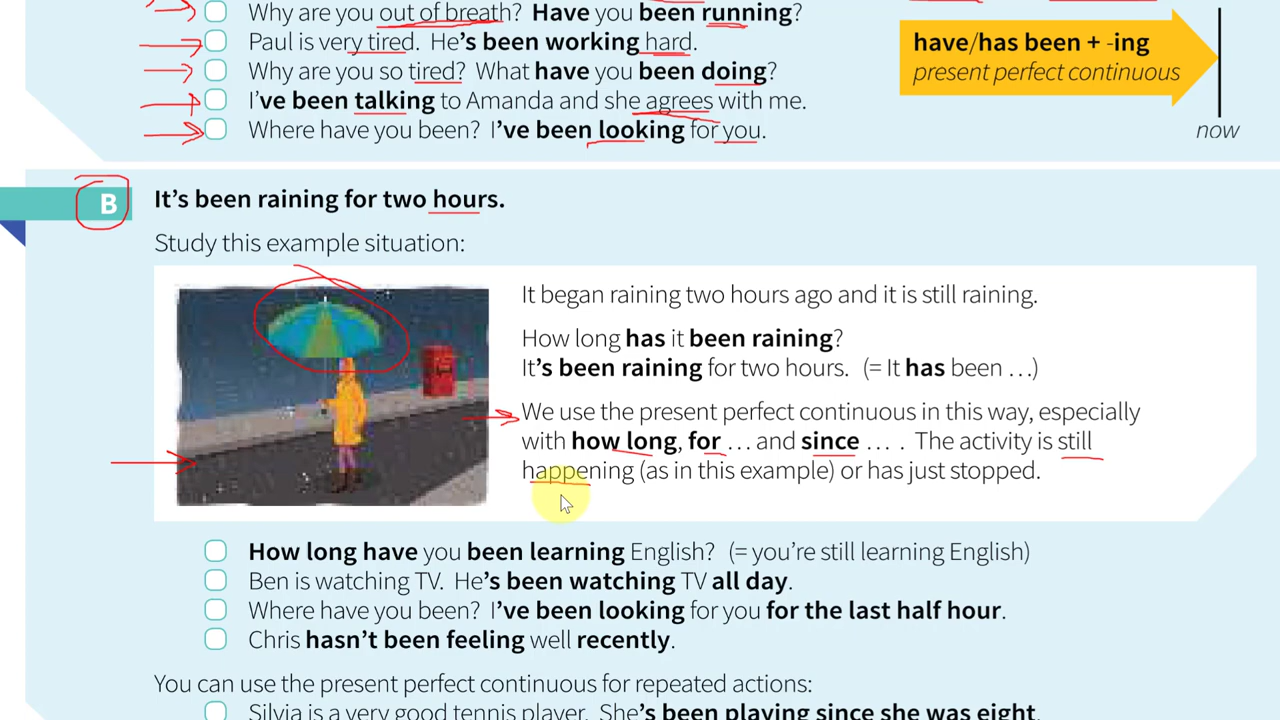 Why are you out of breath? Have you been running?
Paul is very tired. He's been working hard.
Why are you so tired? What have you been doing?
I've been talking to Amanda and she agrees with me.
Where have you been? I've been looking for you.
have/has been + -ing
present perfect continuous
now
B
It's been raining for two hours.
Study this example situation:
It began raining two hours ago and it is still raining.
How long has it been raining?
It's been raining for two hours. (= It has been …)
We use the present perfect continuous in this way, especially
with how long, for … and since … . The activity is still
happening (as in this example) or has just stopped.
How long have you been learning English? (= you're still learning English)
Ben is watching TV. He's been watching TV all day.
Where have you been? I've been looking for you for the last half hour.
Chris hasn't been feeling well recently.
You can use the present perfect continuous for repeated actions:
Silvia is a very good tennis player. She's been playing since she was eight.